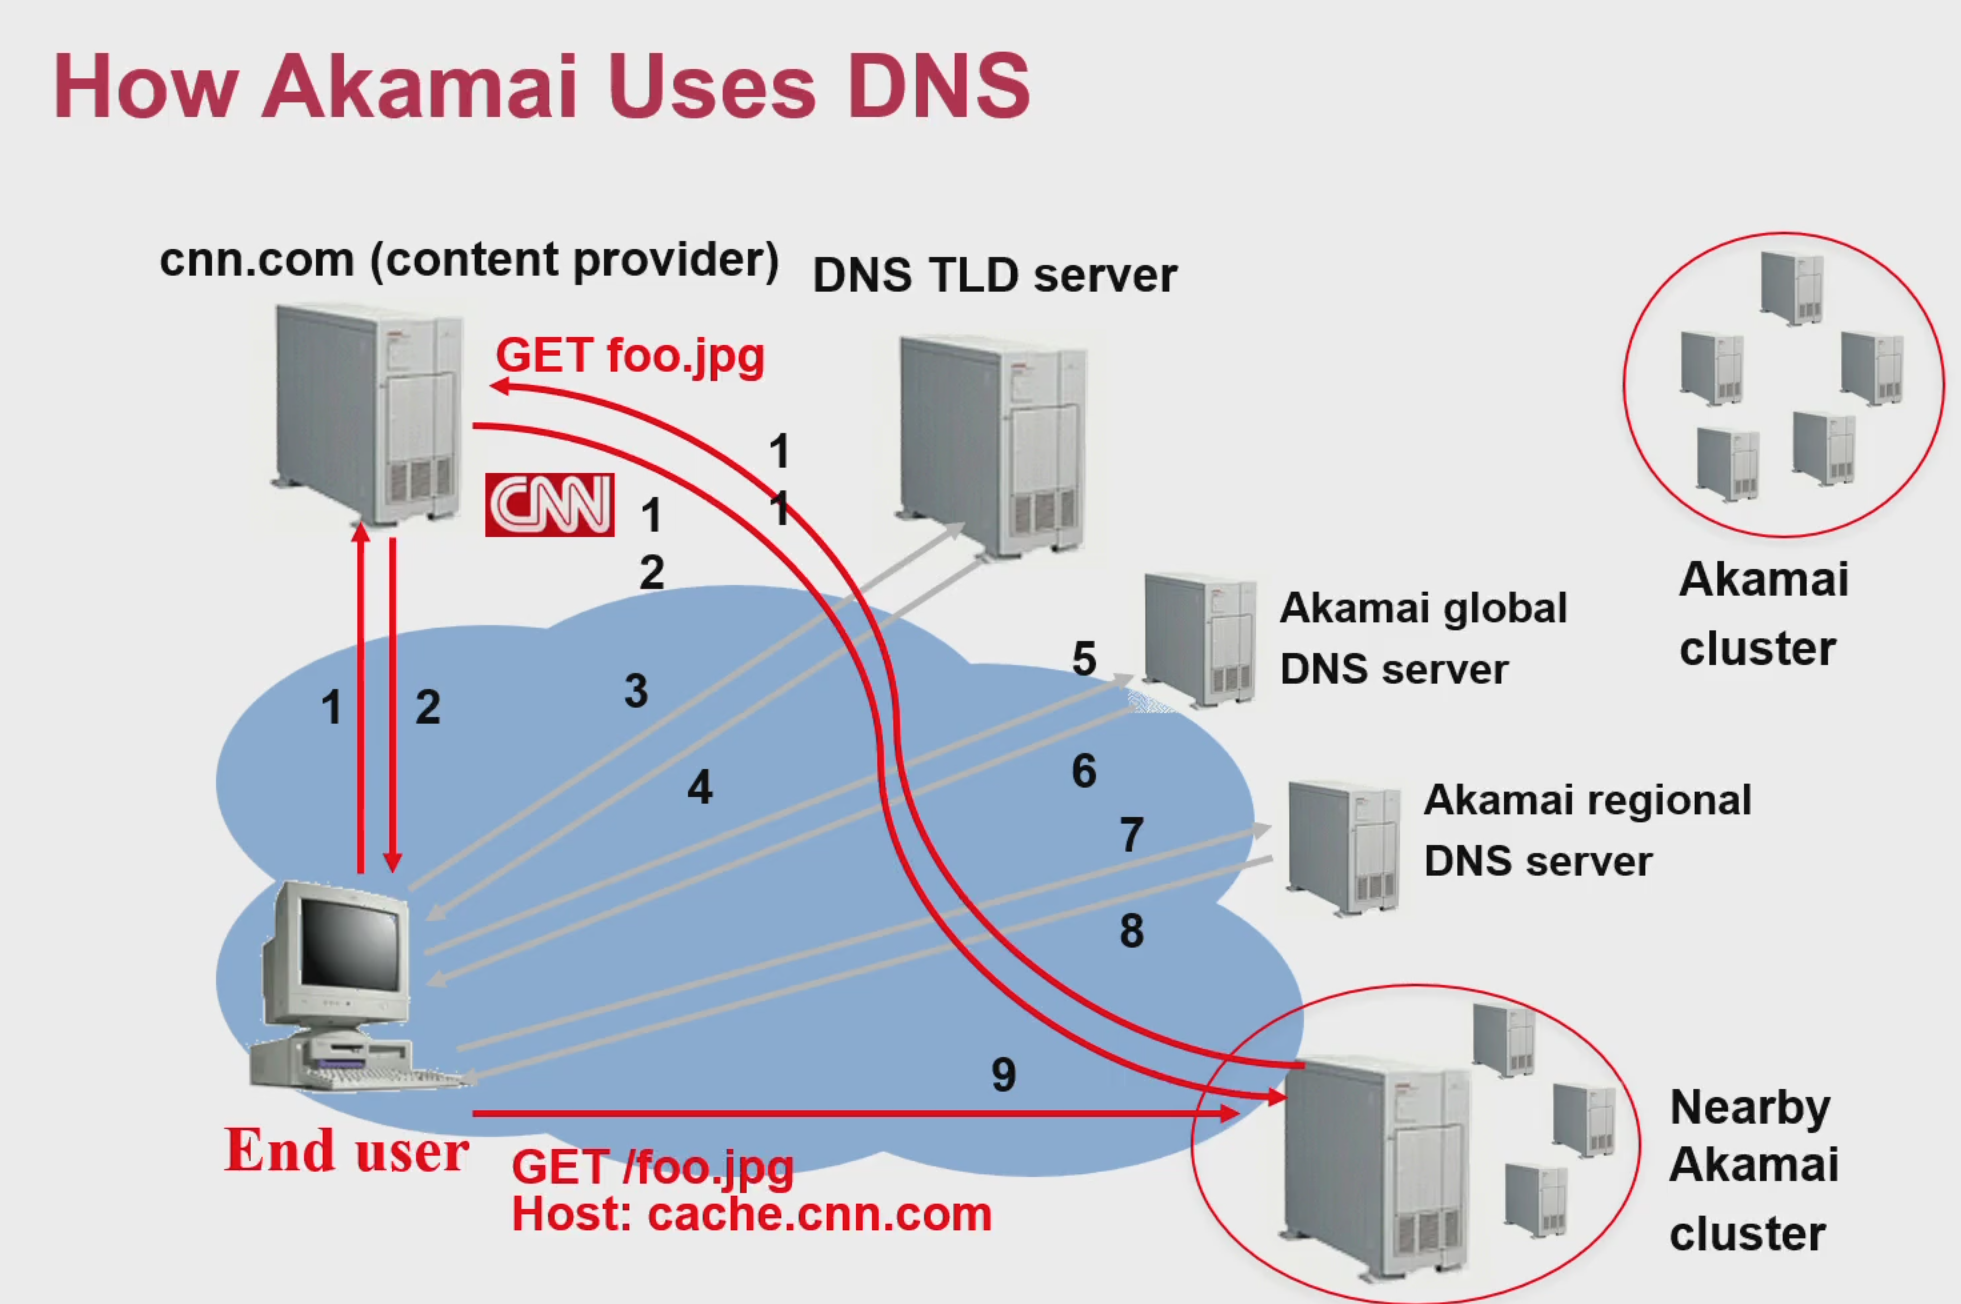 How Akamai Uses DNS
cnn.com (content provider)
DNS TLD server
GET foo.jpg
CNN
1
1
1
2
Akamai
cluster
Akamai global
DNS server
5
3
1
2
4
6
Akamai regional
DNS server
7
8
9
End user
GET /foo.jpg
Host: cache.cnn.com
Nearby
Akamai
cluster